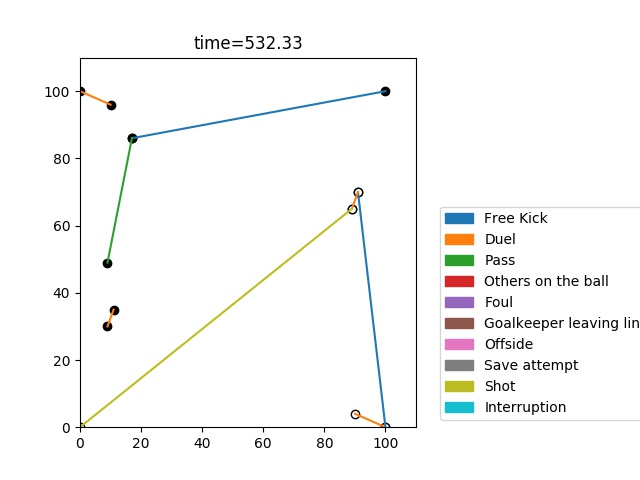 time=532.33
100
80
60
40
20
0
0 20 40 60 80 100
Free Kick
Duel
Pass
Others on the ball
Foul
Goalkeeper leaving lin
Offside
Save attempt
Shot
Interruption